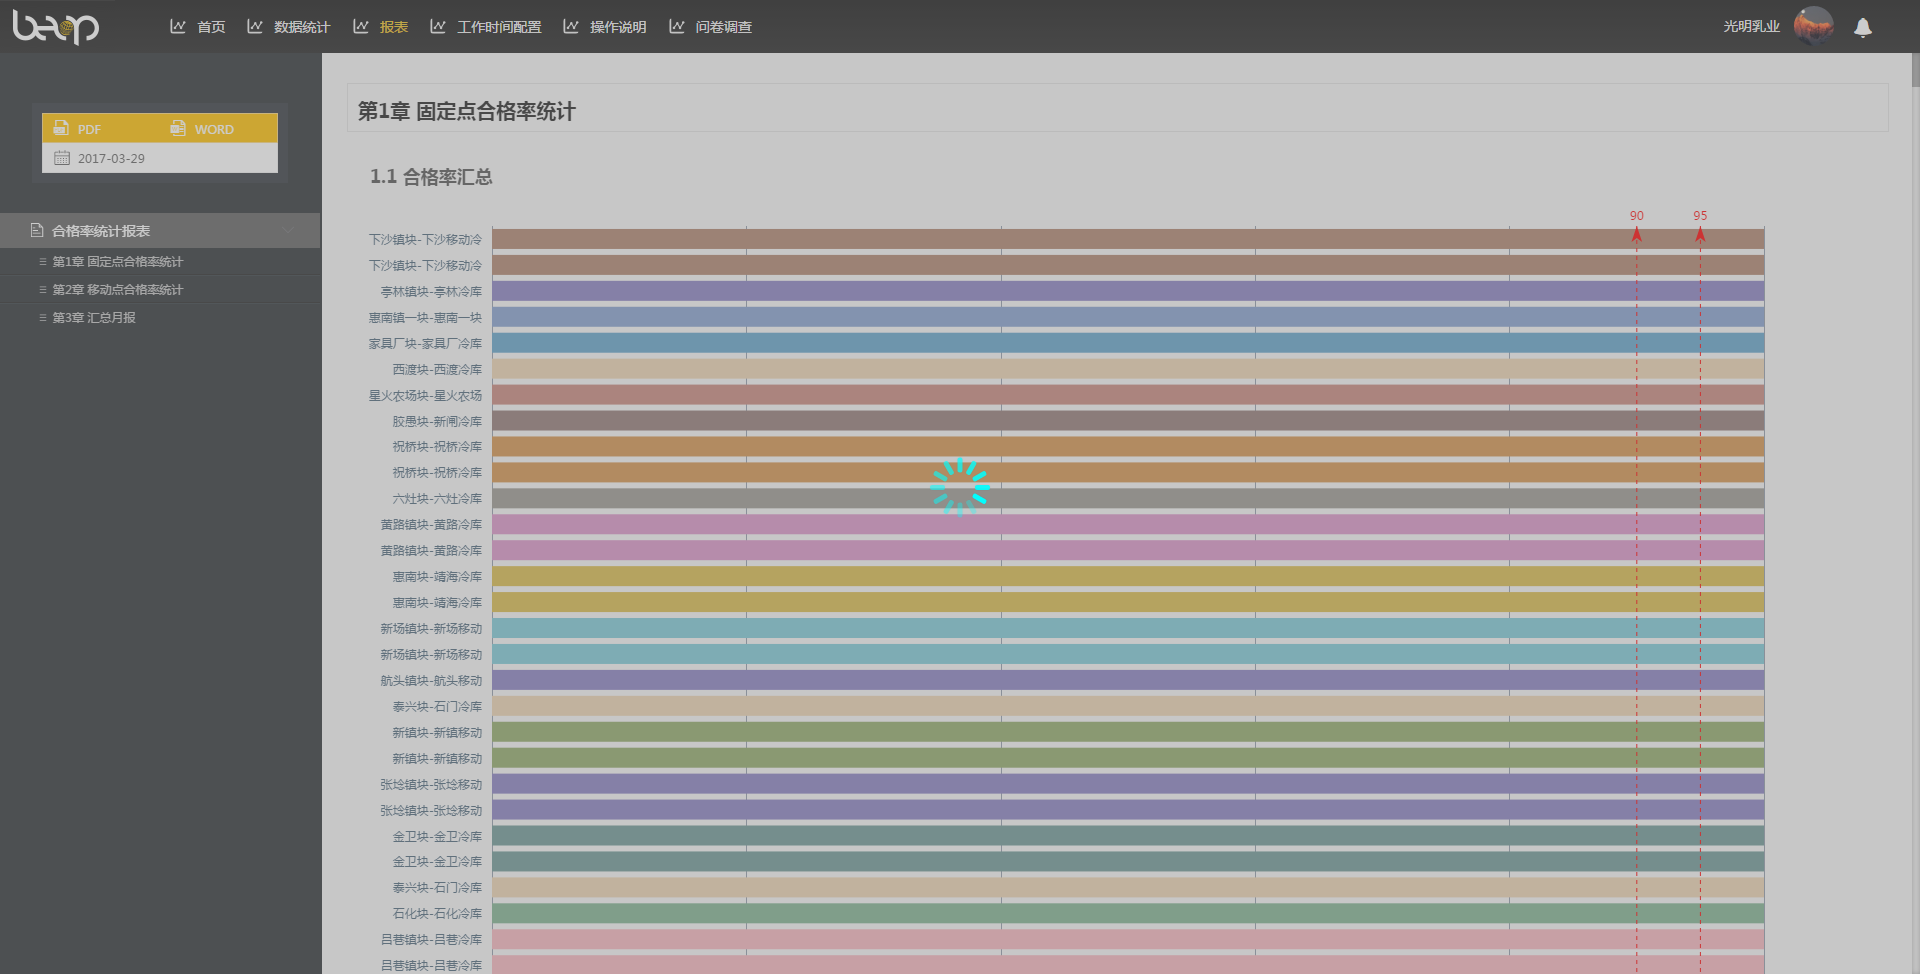 beop
首页 数据统计 报表 工作时间配置 操作说明 问卷调查 光明乳业
PDF WORD
2017-03-29
合格率统计报表
第1章 固定点合格率统计
第2章 移动点合格率统计
第3章 汇总月报
第1章 固定点合格率统计
1.1 合格率汇总
90 95
下沙镇块-下沙移动冷
下沙镇块-下沙移动冷
亭林镇块-亭林冷库
惠南镇一块-惠南一块
家具厂块-家具厂冷库
西渡块-西渡冷库
星火农场块-星火农场
胶愚块-新闸冷库
祝桥块-祝桥冷库
祝桥块-祝桥冷库
六灶块-六灶冷库
黄路镇块-黄路冷库
黄路镇块-黄路冷库
惠南块-靖海冷库
惠南块-靖海冷库
新场镇块-新场移动
新场镇块-新场移动
航头镇块-航头移动
泰兴块-石门冷库
新镇块-新镇移动
新镇块-新镇移动
张埝镇块-张埝移动
张埝镇块-张埝移动
金卫块-金卫冷库
金卫块-金卫冷库
泰兴块-石门冷库
石化块-石化冷库
吕巷镇块-吕巷冷库
吕巷镇块-吕巷冷库